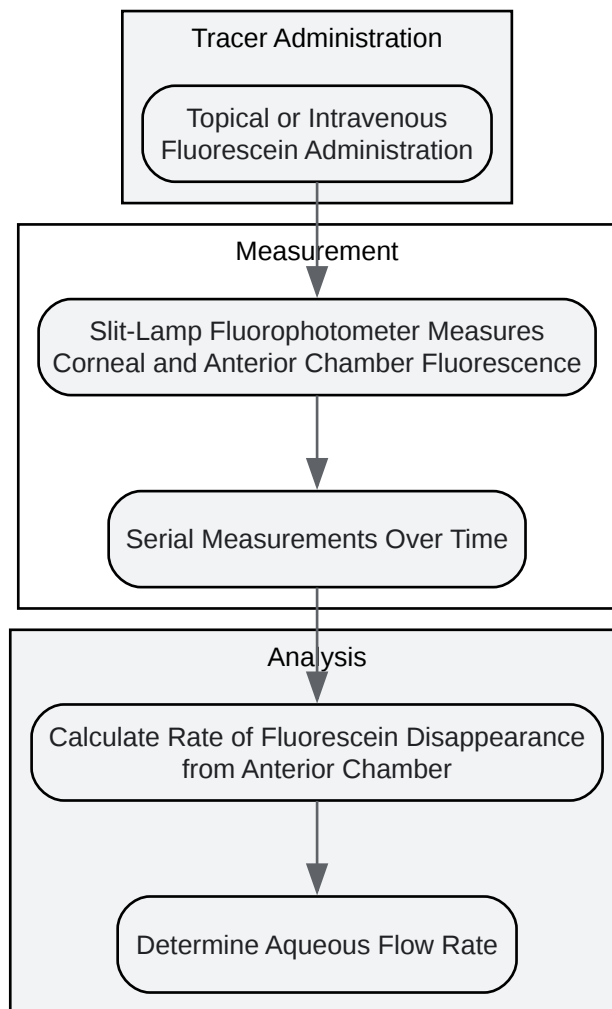 Tracer Administration
Topical or Intravenous
Fluorescein Administration
Measurement
Slit-Lamp Fluorophotometer Measures
Corneal and Anterior Chamber Fluorescence
Serial Measurements Over Time
Analysis
Calculate Rate of Fluorescein Disappearance
from Anterior Chamber
Determine Aqueous Flow Rate